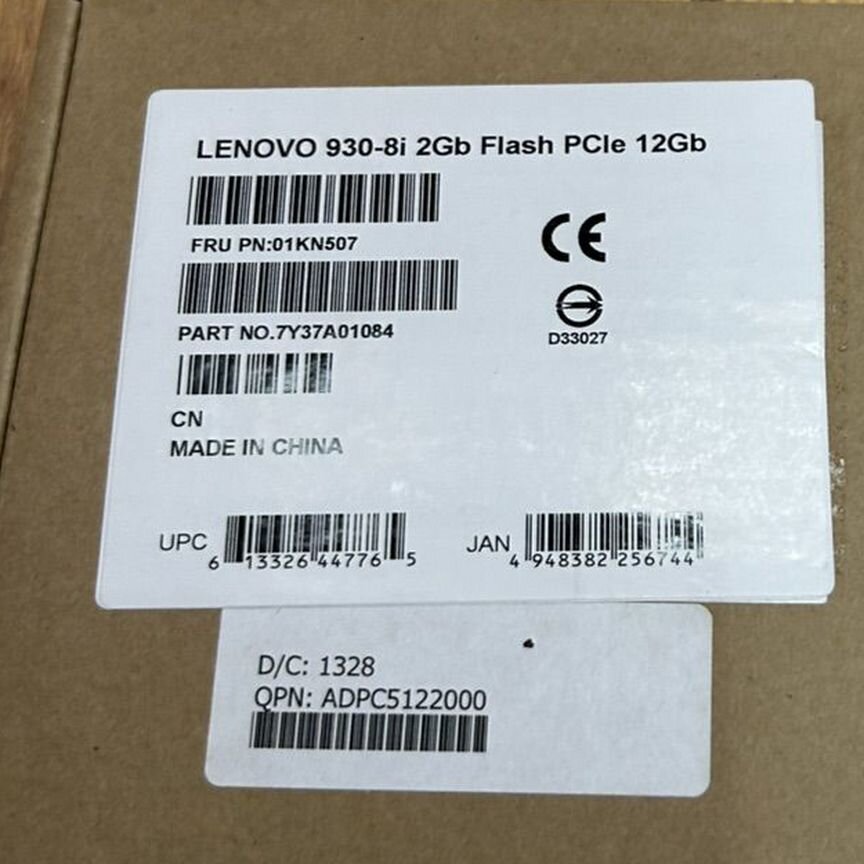 LENOVO 930-8i 2Gb Flash PCIe 12Gb
FRU PN:01KN507
CE
PART NO.7Y37A01084
D33027
CN
MADE IN CHINA
UPC 6 13326 44776 5
JAN 4 948382 256744
D/C: 1328
QPN: ADPC5122000